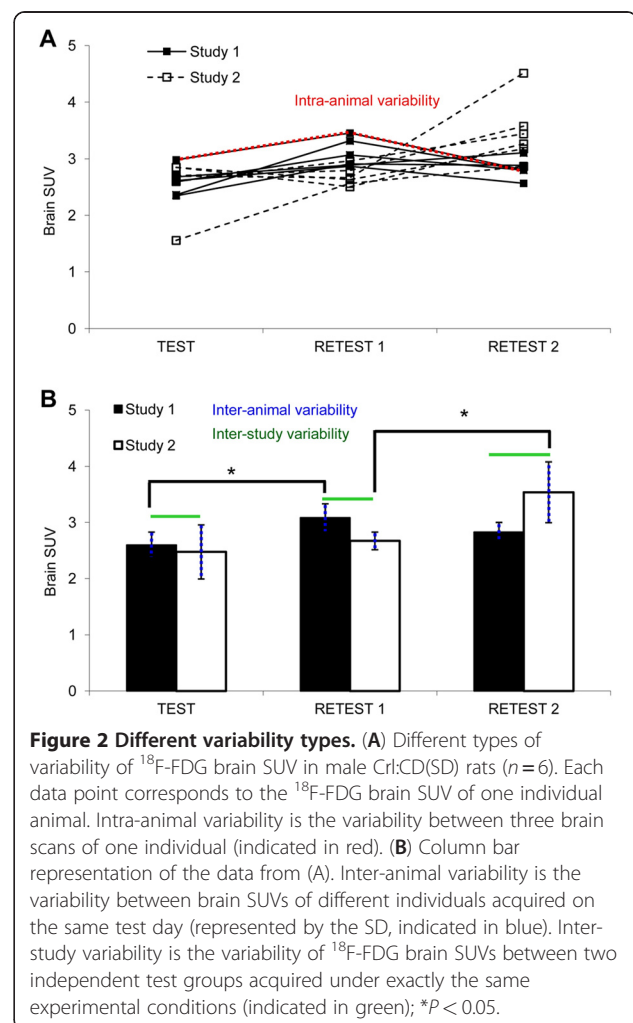 A
5
Study 1
Study 2
4
Intra-animal variability
3
Brain SUV
2
1
0
TEST RETEST 1 RETEST 2
B
5
Study 1 Inter-animal variability
*
Inter-study variability
Study 2
4
*
3
Brain SUV
2
1
0
TEST RETEST 1 RETEST 2
Figure 2 Different variability types. (A) Different types of
variability of ¹⁸F-FDG brain SUV in male Crl:CD(SD) rats (n = 6). Each
data point corresponds to the ¹⁸F-FDG brain SUV of one individual
animal. Intra-animal variability is the variability between three brain
scans of one individual (indicated in red). (B) Column bar
representation of the data from (A). Inter-animal variability is the
variability between brain SUVs of different individuals acquired on
the same test day (represented by the SD, indicated in blue). Inter-
study variability is the variability of ¹⁸F-FDG brain SUVs between two
independent test groups acquired under exactly the same
experimental conditions (indicated in green); *P < 0.05.